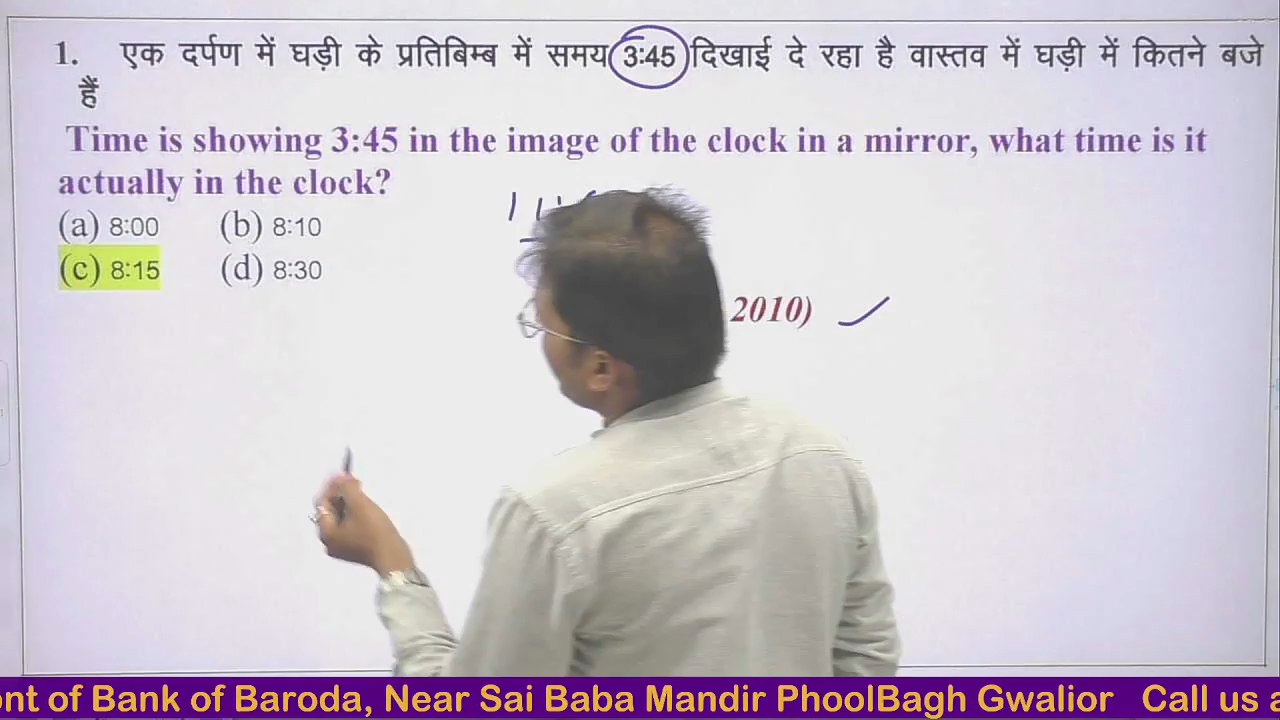 1. एक दर्पण में घड़ी के प्रतिबिम्ब में समय 3:45 दिखाई दे रहा है वास्तव में घड़ी में कितने बजे
हैं
Time is showing 3:45 in the image of the clock in a mirror, what time is it
actually in the clock?
(a) 8:00 (b) 8:10
(c) 8:15 (d) 8:30
2010)
of Bank of Baroda, Near Sai Baba Mandir PhoolBagh Gwalior Call us